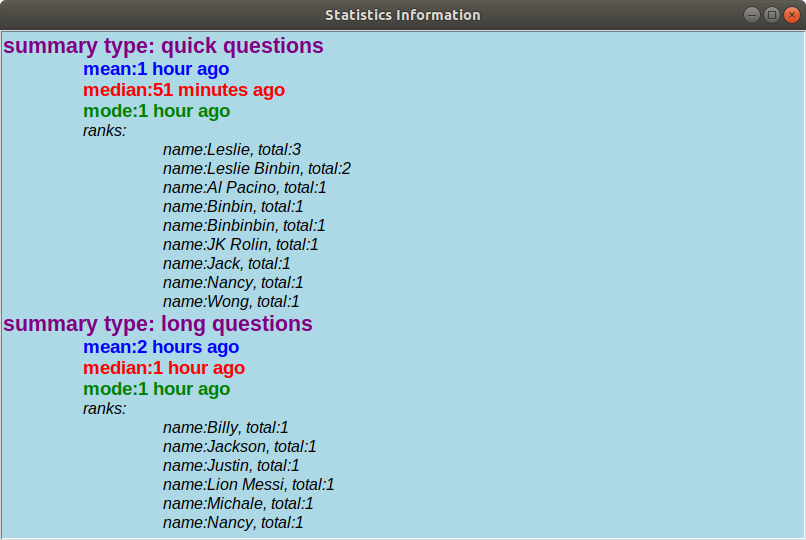 Statistics Information
summary type: quick questions
mean:1 hour ago
median:51 minutes ago
mode:1 hour ago
ranks:
name:Leslie, total:3
name:Leslie Binbin, total:2
name:Al Pacino, total:1
name:Binbin, total:1
name:Binbinbin, total:1
name:JK Rolin, total:1
name:Jack, total:1
name:Nancy, total:1
name:Wong, total:1
summary type: long questions
mean:2 hours ago
median:1 hour ago
mode:1 hour ago
ranks:
name:Billy, total:1
name:Jackson, total:1
name:Justin, total:1
name:Lion Messi, total:1
name:Michale, total:1
name:Nancy, total:1